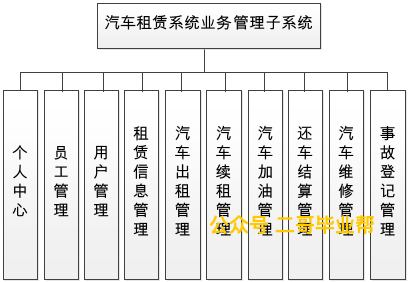 汽车租赁系统业务管理子系统
个人中心
员工管理
用户管理
租赁信息管理
汽车出租管理
汽车续租管理
汽车加油管理
还车结算管理
汽车维修管理
事故登记管理
公众号 二哥毕业帮